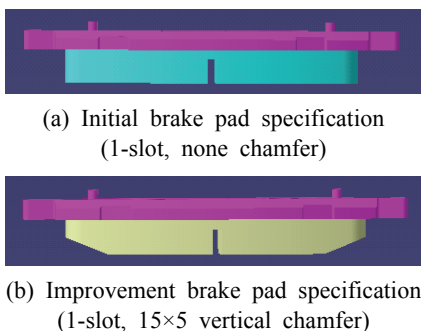 (a) Initial brake pad specification
(1-slot, none chamfer)
(b) Improvement brake pad specification
(1-slot, 15×5 vertical chamfer)